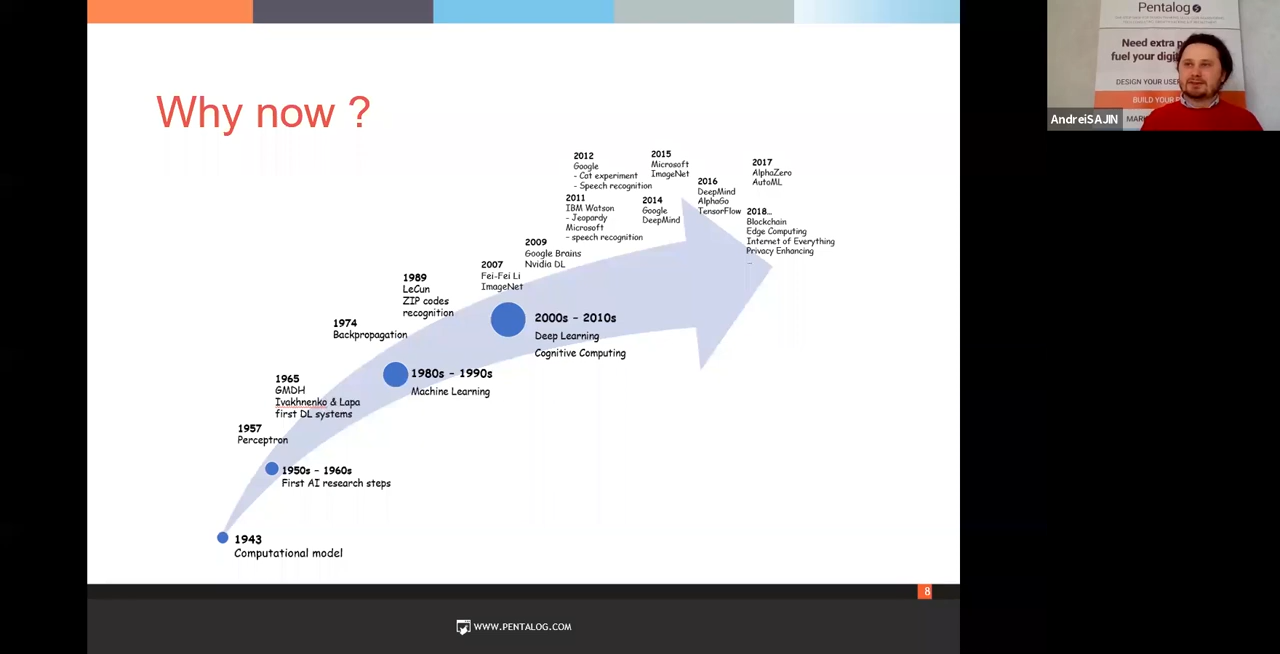 Why now ?
2012
Google
- Cat experiment
- Speech recognition
2015
Microsoft
ImageNet
2017
AlphaZero
AutoML
2016
DeepMind
AlphaGo
TensorFlow
2011
IBM Watson
- Jeopardy
Microsoft
- speech recognition
2014
Google
DeepMind
2018...
Blockchain
Edge Computing
Internet of Everything
Privacy Enhancing
...
2009
Google Brains
Nvidia DL
2007
Fei-Fei Li
ImageNet
1989
LeCun
ZIP codes
recognition
1974
Backpropagation
2000s - 2010s
Deep Learning
Cognitive Computing
1980s - 1990s
Machine Learning
1965
GMDH
Ivakhnenko & Lapa
first DL systems
1957
Perceptron
1950s - 1960s
First AI research steps
1943
Computational model
8
WWW.PENTALOG.COM
Pentalog
Need extra
fuel your digi
DESIGN YOUR USE
BUILD YOUR
MAR
AndreiSAJIN